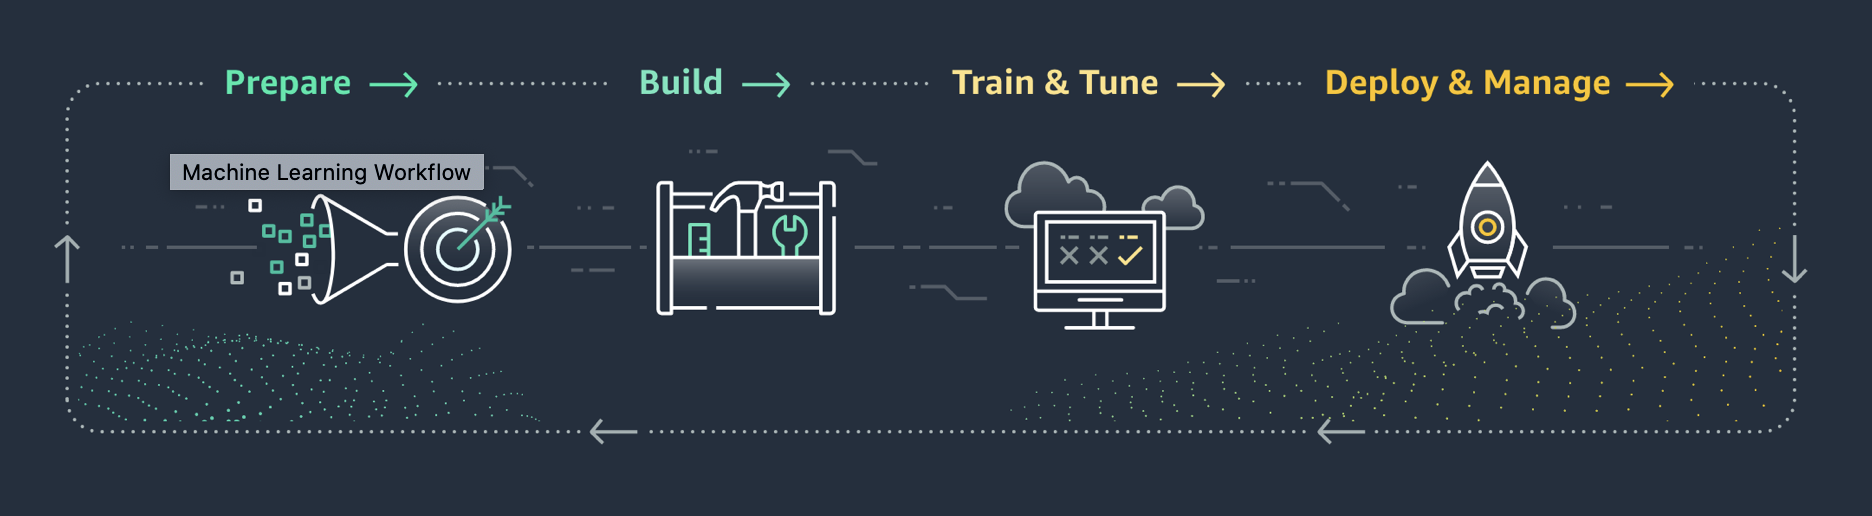 Prepare
Build
Train & Tune
Deploy & Manage
Machine Learning Workflow